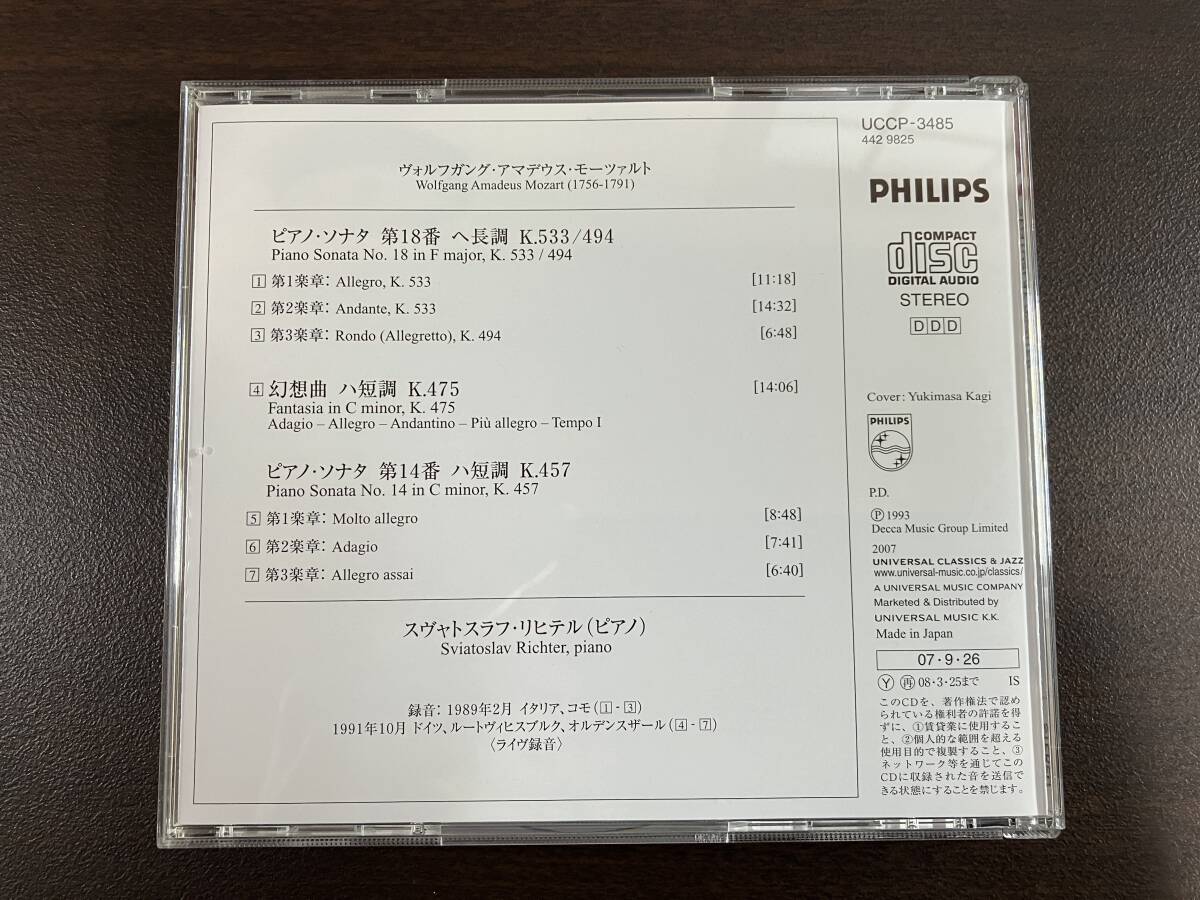 ヴォルフガング・アマデウス・モーツァルト
Wolfgang Amadeus Mozart (1756-1791)
ピアノ・ソナタ 第18番 ヘ長調 K.533/494
Piano Sonata No. 18 in F major, K. 533 / 494
1 第1楽章: Allegro, K. 533 [11:18]
2 第2楽章: Andante, K. 533 [14:32]
3 第3楽章: Rondo (Allegretto), K. 494 [6:48]
4 幻想曲 ハ短調 K.475 [14:06]
Fantasia in C minor, K. 475
Adagio – Allegro – Andantino – Più allegro – Tempo I
ピアノ・ソナタ 第14番 ハ短調 K.457
Piano Sonata No. 14 in C minor, K. 457
5 第1楽章: Molto allegro [8:48]
6 第2楽章: Adagio [7:41]
7 第3楽章: Allegro assai [6:40]
スヴャトスラフ・リヒテル(ピアノ)
Sviatoslav Richter, piano
録音: 1989年2月 イタリア、コモ(1 - 3)
1991年10月 ドイツ、ルートヴィヒスブルク、オルデンスザール(4 - 7)
〈ライヴ録音〉
UCCP-3485
442 9825
PHILIPS
COMPACT
disc
DIGITAL AUDIO
STEREO
DDD
Cover: Yukimasa Kagi
PHILIPS
P.D.
Ⓟ 1993
Decca Music Group Limited
2007
UNIVERSAL CLASSICS & JAZZ
www.universal-music.co.jp/classics/
A UNIVERSAL MUSIC COMPANY
Marketed & Distributed by
UNIVERSAL MUSIC K.K.
Made in Japan
07・9・26
Ⓨ 再 08・3・25まで IS
このCDを、著作権法で認め
られている権利者の許諾を得
ずに、①賃貸業に使用するこ
と、②個人的な範囲を超える
使用目的で複製すること、③
ネットワーク等を通じてこの
CDに収録された音を送信で
きる状態にすることを禁じます。